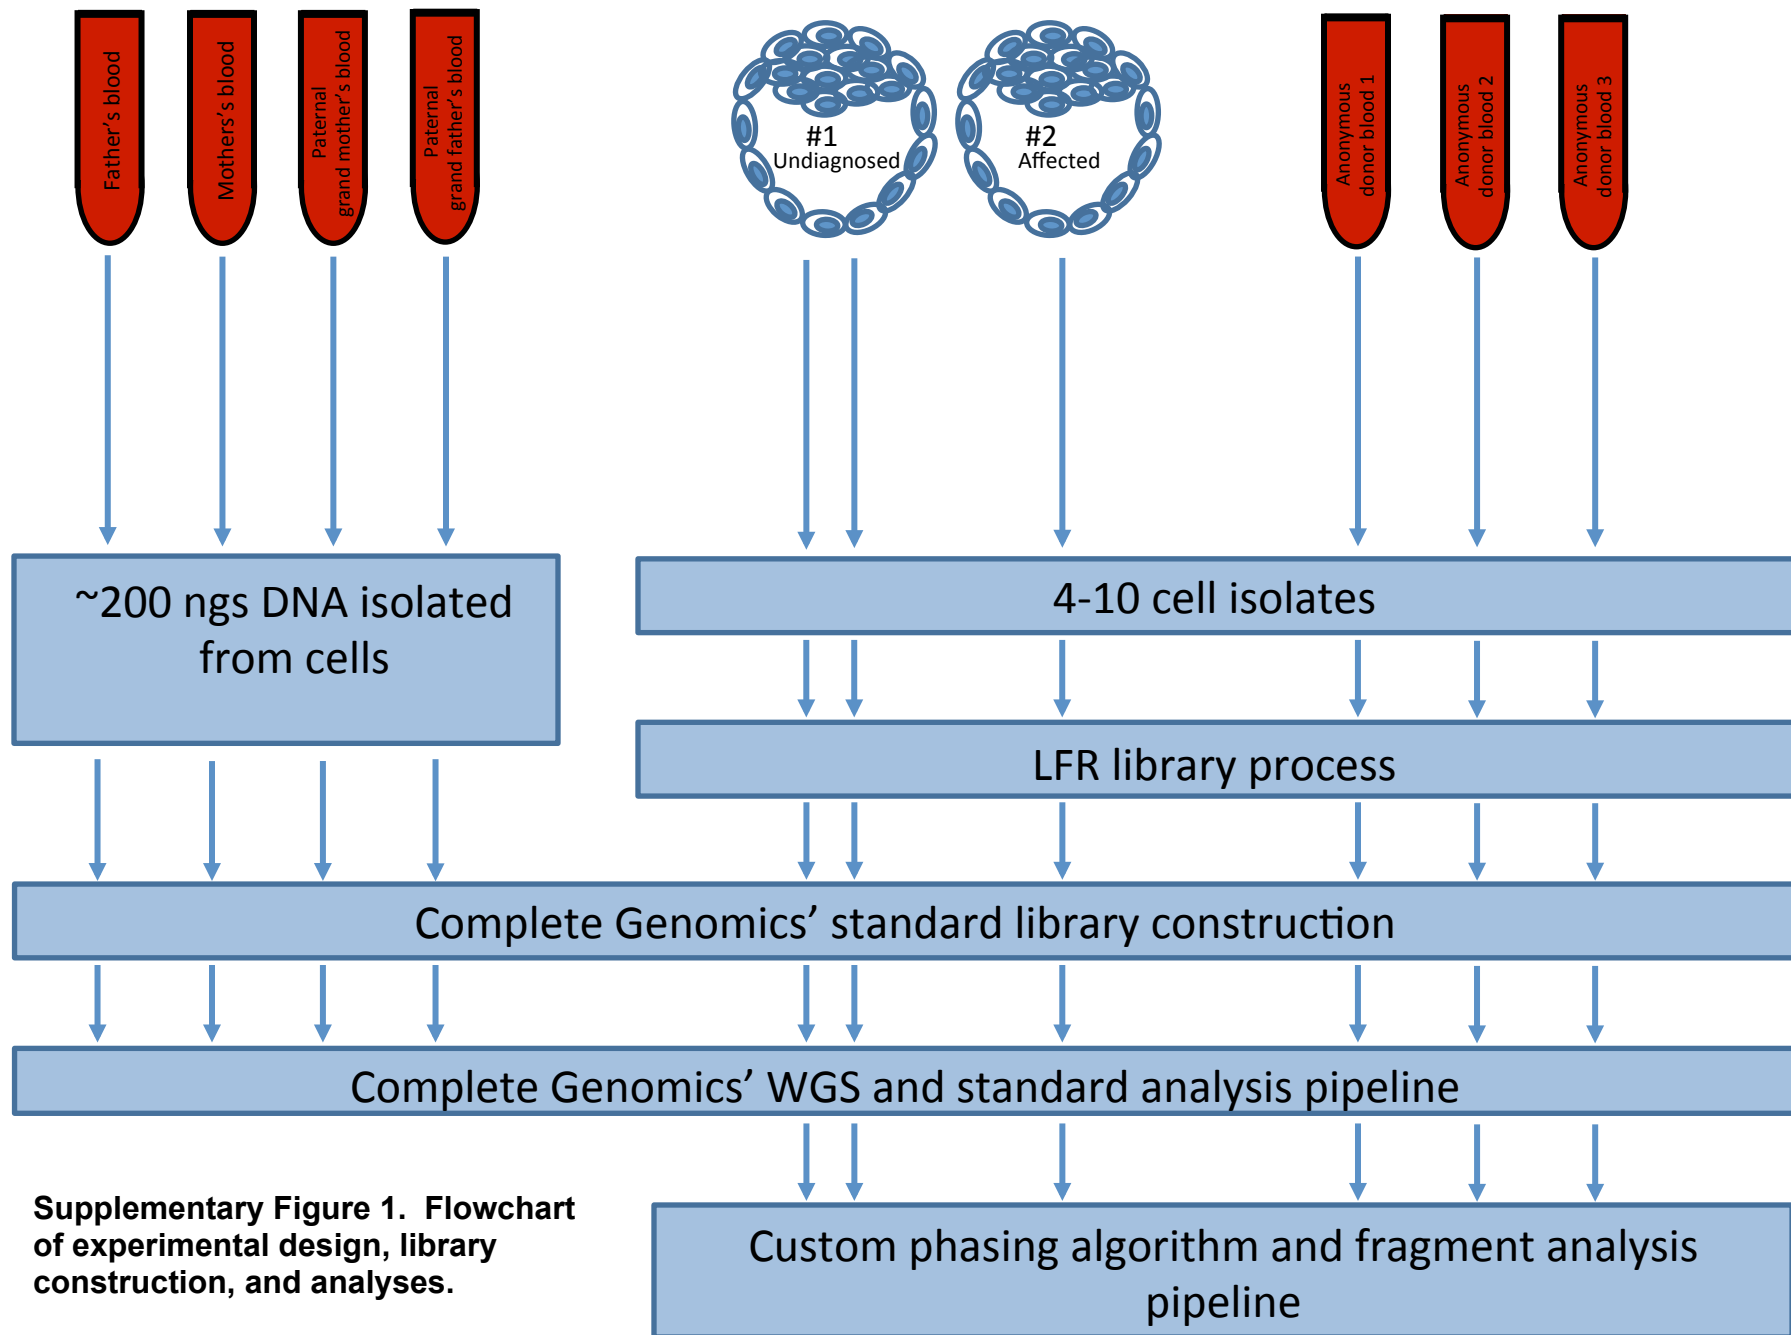 Father's blood
Mothers's blood
Paternal
grand mother's blood
Paternal
grand father's blood
#1
Undiagnosed
#2
Affected
Anonymous
donor blood 1
Anonymous
donor blood 2
Anonymous
donor blood 3
~200 ngs DNA isolated
from cells
4-10 cell isolates
LFR library process
Complete Genomics' standard library construction
Complete Genomics' WGS and standard analysis pipeline
Supplementary Figure 1. Flowchart
of experimental design, library
construction, and analyses.
Custom phasing algorithm and fragment analysis
pipeline